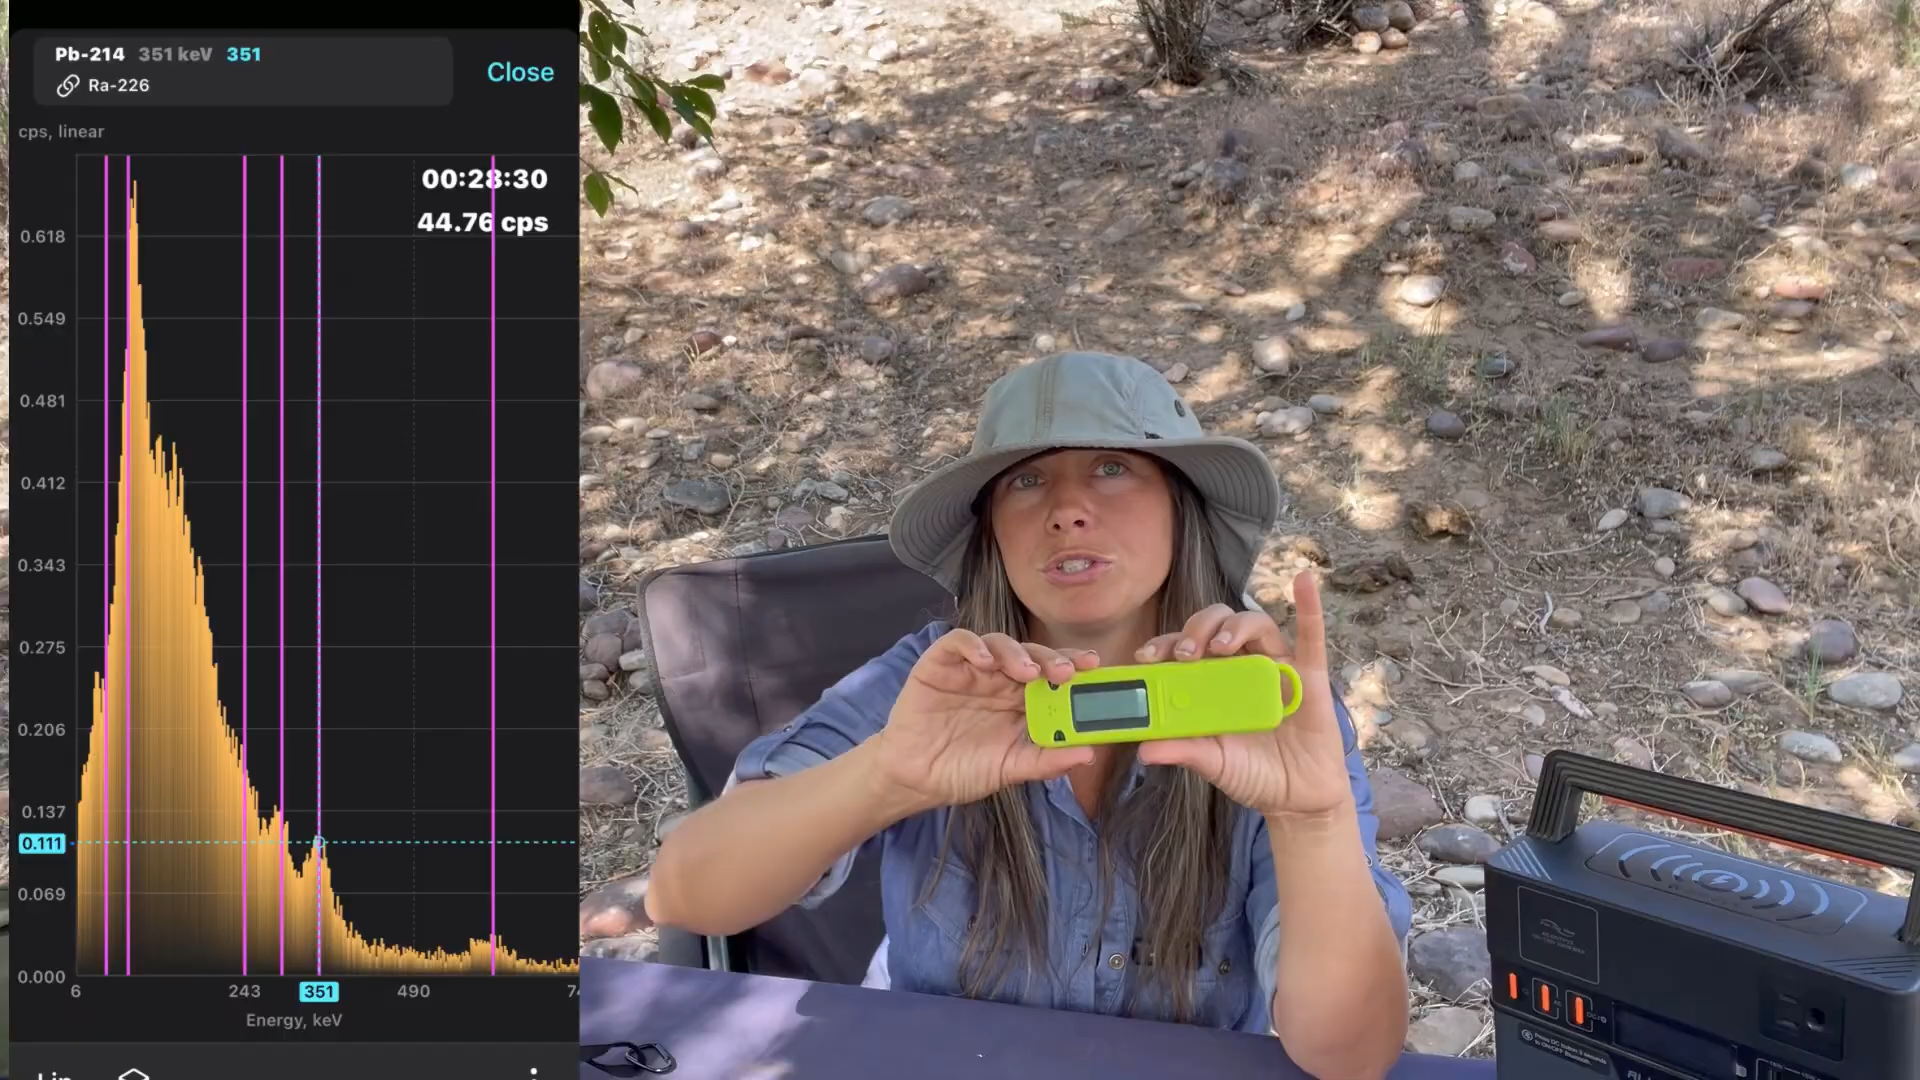 Pb-214 351 keV 351
Ra-226
Close
cps, linear
00:28:30
44.76 cps
0.618
0.549
0.481
0.412
0.343
0.275
0.206
0.137
0.111
0.069
0.000
6 243 351 490
Energy, keV